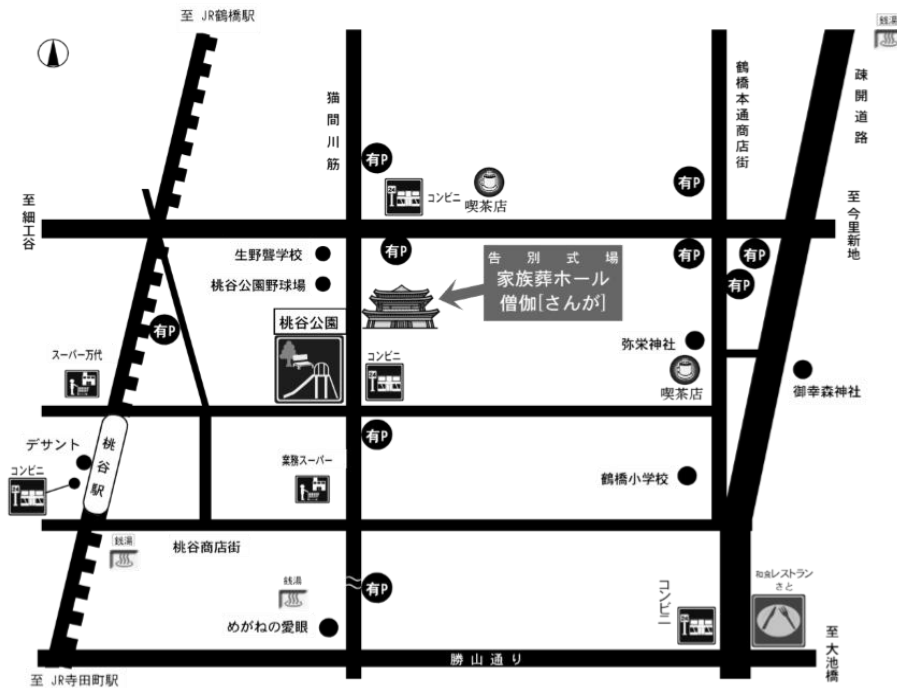 至 JR鶴橋駅
銭湯
猫間川筋
鶴橋本通商店街
疎開道路
有P
24
コンビニ
喫茶店
有P
至細工谷
至今里新地
生野聾学校
有P
告別式場
家族葬ホール
僧伽[さんが]
有P
有P
有P
桃谷公園野球場
桃谷公園
有P
スーパー万代
コンビニ
24
弥栄神社
喫茶店
御幸森神社
デサント
桃谷駅
コンビニ
24
有P
業務スーパー
鶴橋小学校
銭湯
桃谷商店街
銭湯
有P
めがねの愛眼
コンビニ
24
和食レストラン
さと
勝山通り
至大池橋
至 JR寺田町駅